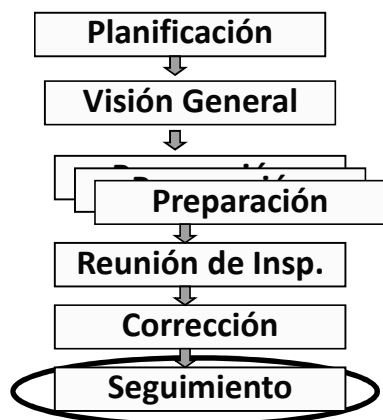 Planificación
Visión General
Preparación
Reunión de Insp.
Corrección
Seguimiento